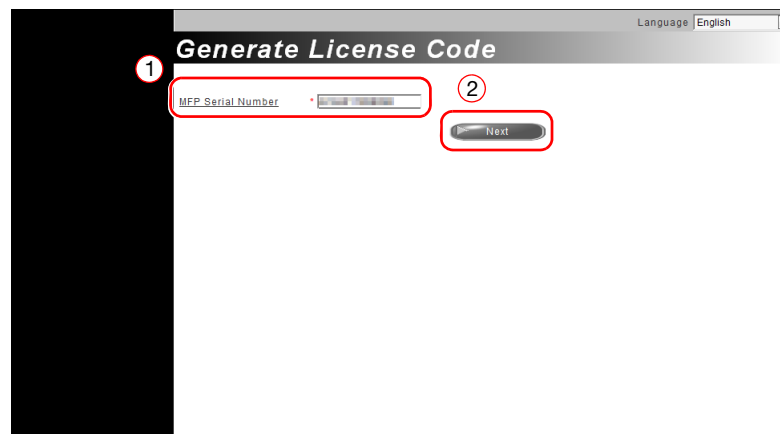 Language English
Generate License Code
1
MFP Serial Number *
2
Next